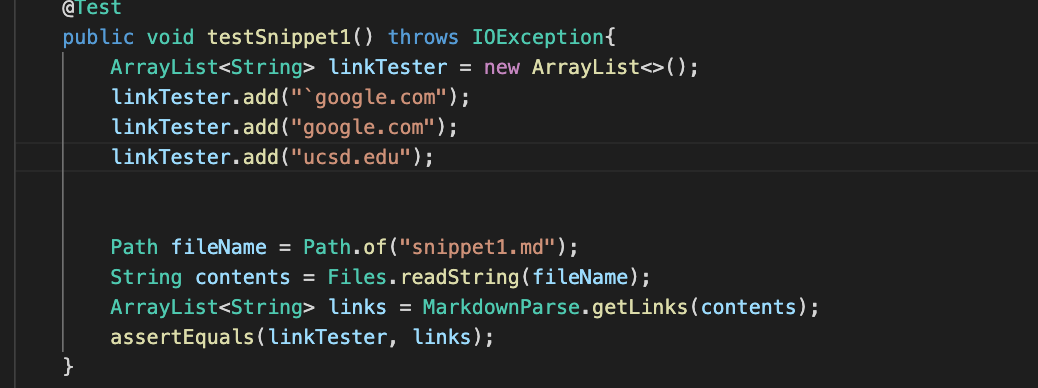 @Test
public void testSnippet1() throws IOException{
ArrayList<String> linkTester = new ArrayList<>();
linkTester.add("`google.com");
linkTester.add("google.com");
linkTester.add("ucsd.edu");
Path fileName = Path.of("snippet1.md");
String contents = Files.readString(fileName);
ArrayList<String> links = MarkdownParse.getLinks(contents);
assertEquals(linkTester, links);
}